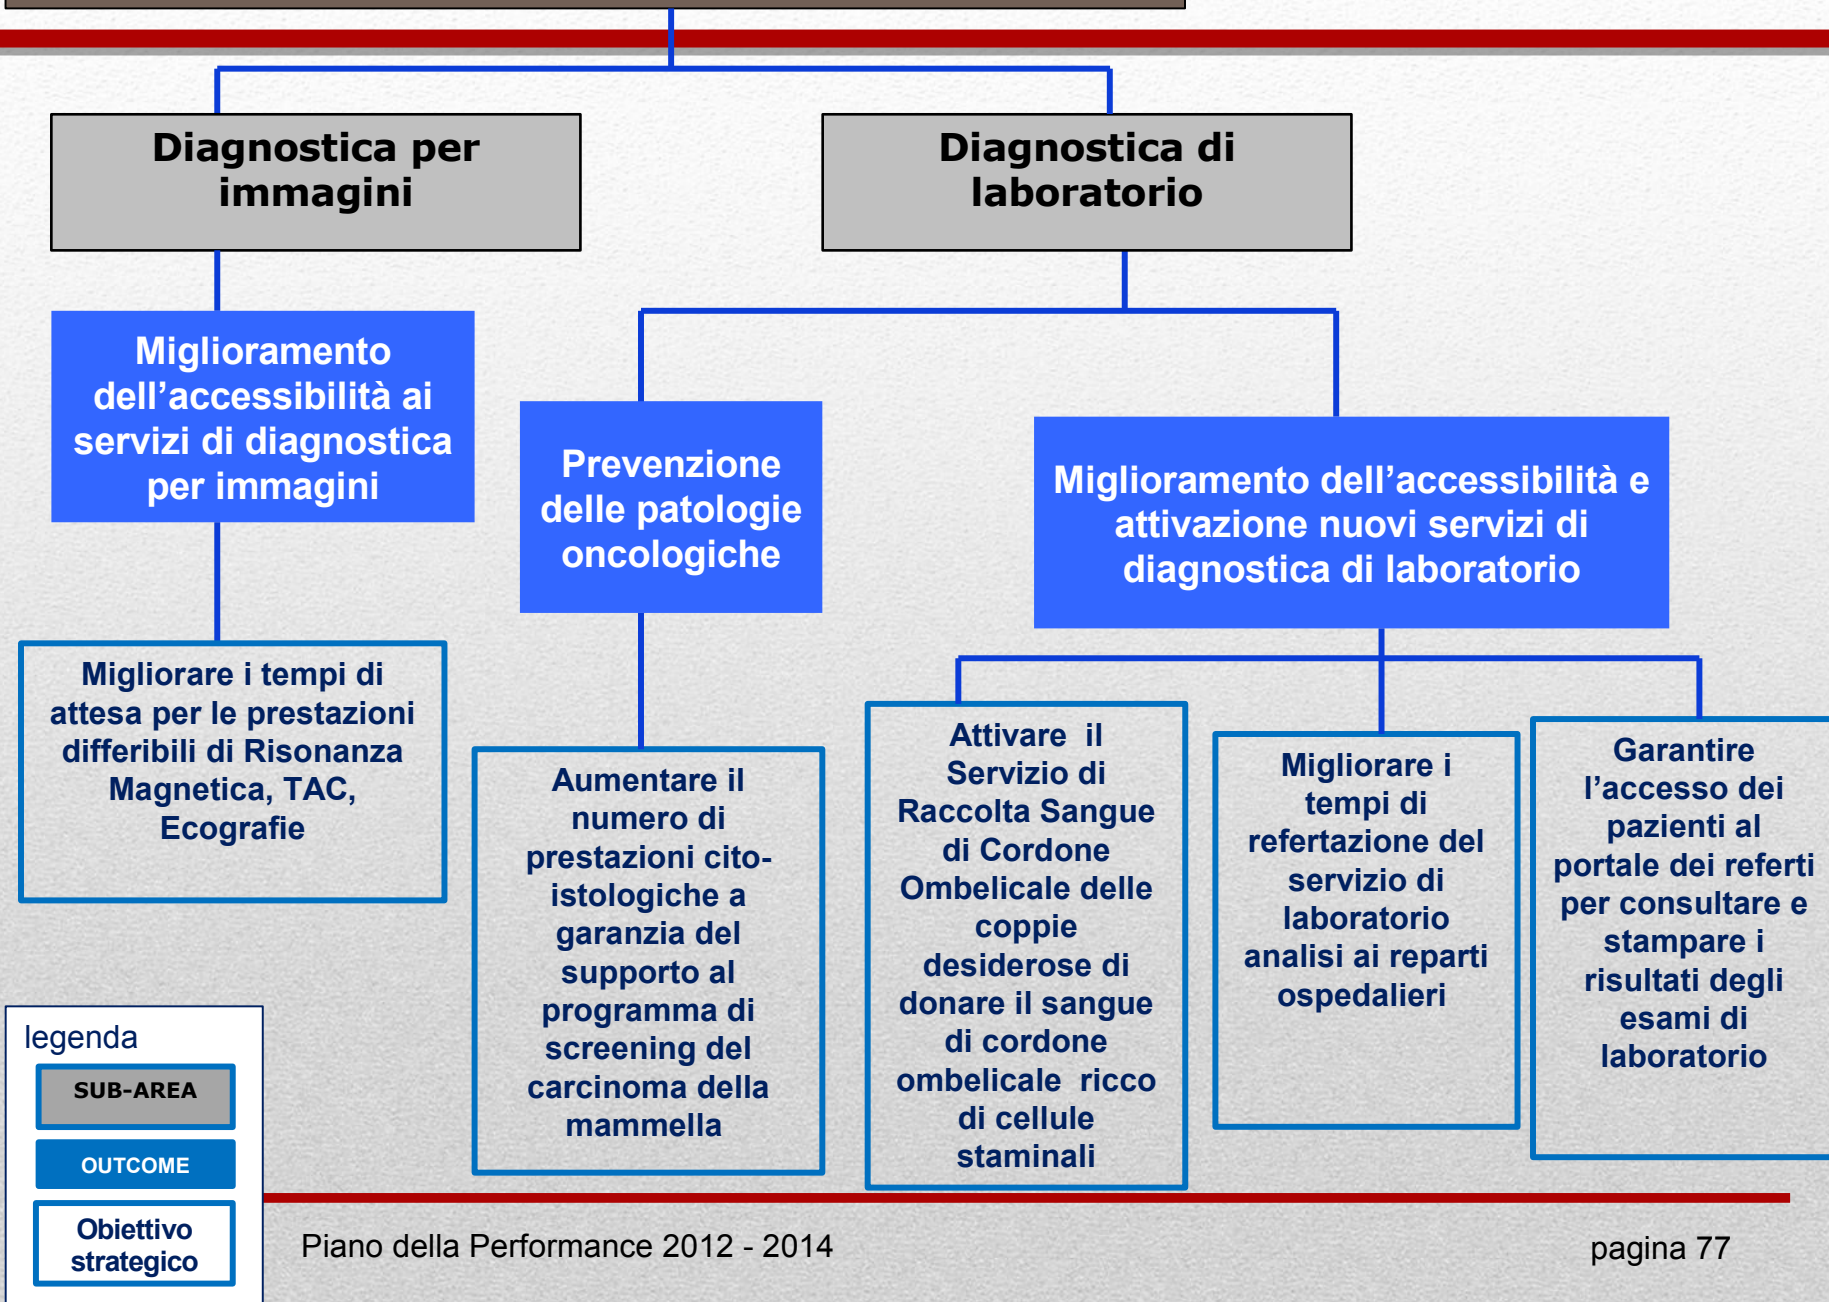 Diagnostica per
immagini
Diagnostica di
laboratorio
Miglioramento
dell’accessibilità ai
servizi di diagnostica
per immagini
Prevenzione
delle patologie
oncologiche
Miglioramento dell’accessibilità e
attivazione nuovi servizi di
diagnostica di laboratorio
Migliorare i tempi di
attesa per le prestazioni
differibili di Risonanza
Magnetica, TAC,
Ecografie
Aumentare il
numero di
prestazioni cito-
istologiche a
garanzia del
supporto al
programma di
screening del
carcinoma della
mammella
Attivare il
Servizio di
Raccolta Sangue
di Cordone
Ombelicale delle
coppie
desiderose di
donare il sangue
di cordone
ombelicale ricco
di cellule
staminali
Migliorare i
tempi di
refertazione del
servizio di
laboratorio
analisi ai reparti
ospedalieri
Garantire
l’accesso dei
pazienti al
portale dei referti
per consultare e
stampare i
risultati degli
esami di
laboratorio
legenda
SUB-AREA
OUTCOME
Obiettivo
strategico
Piano della Performance 2012 - 2014
pagina 77